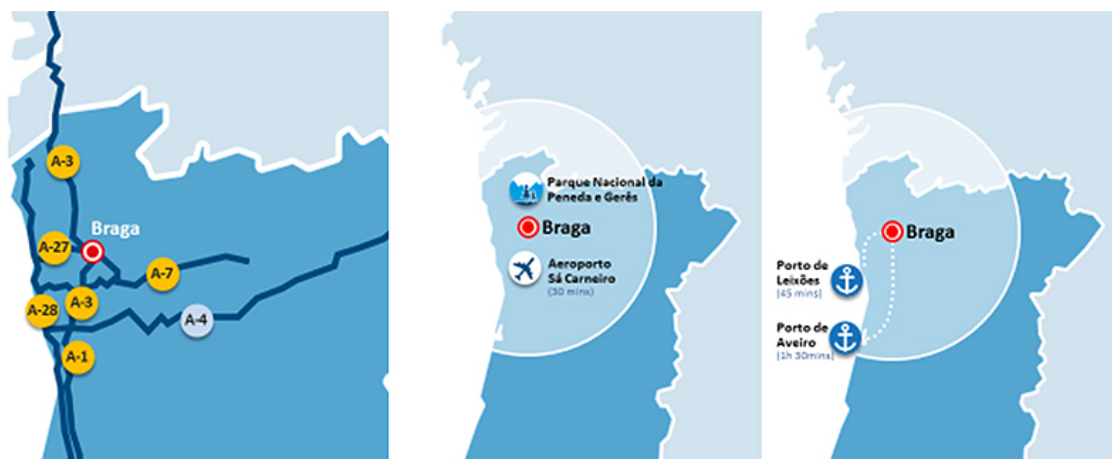 A-3
Braga
A-27
A-7
A-3
A-28
A-4
A-1
Parque Nacional da
Peneda e Gerês
Braga
Aeroporto
Sá Carneiro
(30 mins)
Braga
Porto de
Leixões
(45 mins)
Porto de
Aveiro
(1h 30mins)